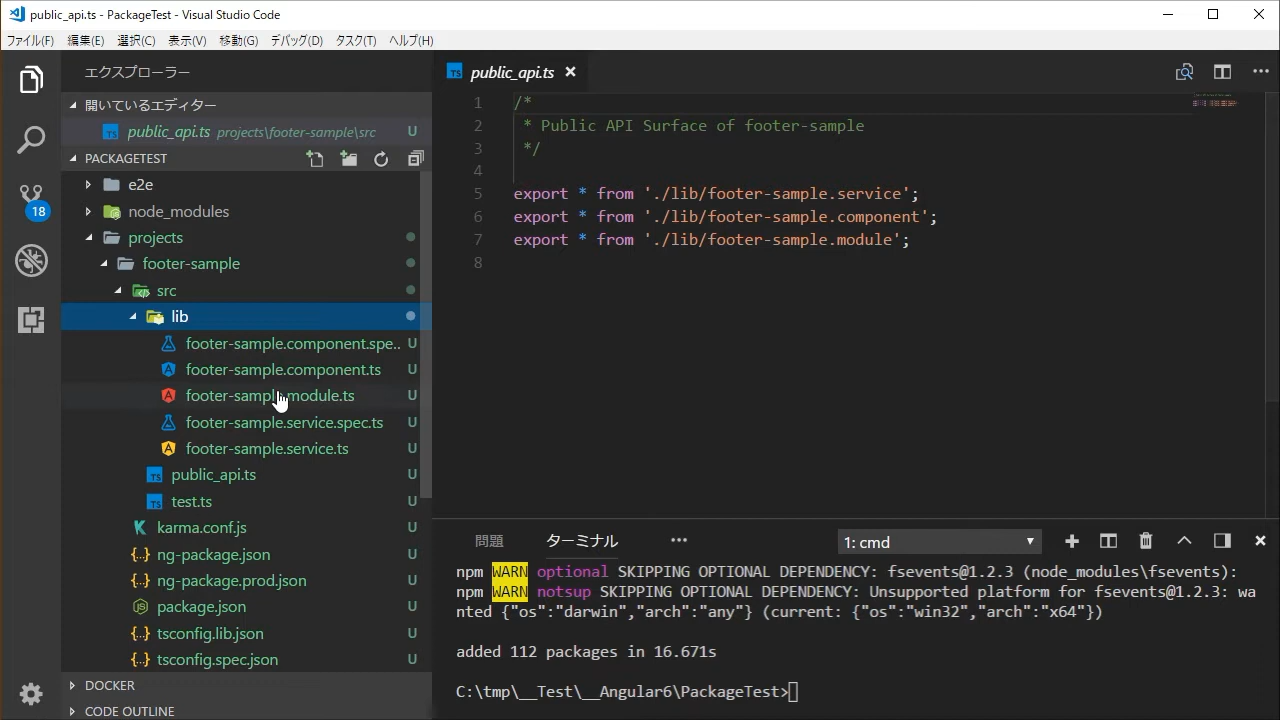 public_api.ts - PackageTest - Visual Studio Code
ファイル(F) 編集(E) 選択(C) 表示(V) 移動(G) デバッグ(D) タスク(T) ヘルプ(H)
エクスプローラー
開いているエディター
TS public_api.ts projects\footer-sample\src U
PACKAGETEST
e2e
node_modules
18
projects
footer-sample
src
lib
footer-sample.component.spe.. U
footer-sample.component.ts U
footer-sample.module.ts U
footer-sample.service.spec.ts U
footer-sample.service.ts U
TS public_api.ts U
TS test.ts U
karma.conf.js U
{..} ng-package.json U
{..} ng-package.prod.json U
package.json U
{..} tsconfig.lib.json U
{..} tsconfig.spec.json U
DOCKER
CODE OUTLINE
TS public_api.ts
1 /*
2 * Public API Surface of footer-sample
3 */
4
5 export * from './lib/footer-sample.service';
6 export * from './lib/footer-sample.component';
7 export * from './lib/footer-sample.module';
8
問題 ターミナル ••• 1: cmd
npm WARN optional SKIPPING OPTIONAL DEPENDENCY: fsevents@1.2.3 (node_modules\fsevents):
npm WARN notsup SKIPPING OPTIONAL DEPENDENCY: Unsupported platform for fsevents@1.2.3: wa
nted {"os":"darwin","arch":"any"} (current: {"os":"win32","arch":"x64"})
added 112 packages in 16.671s
C:\tmp\__Test\__Angular6\PackageTest>